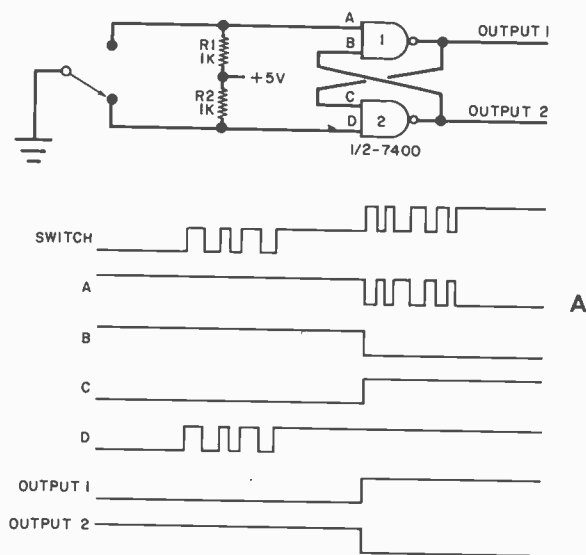 A
OUTPUT 1
B
1
R1
1K
+5V
R2
1K
C
OUTPUT 2
D
2
1/2-7400
SWITCH
A
A
B
C
D
OUTPUT 1
OUTPUT 2